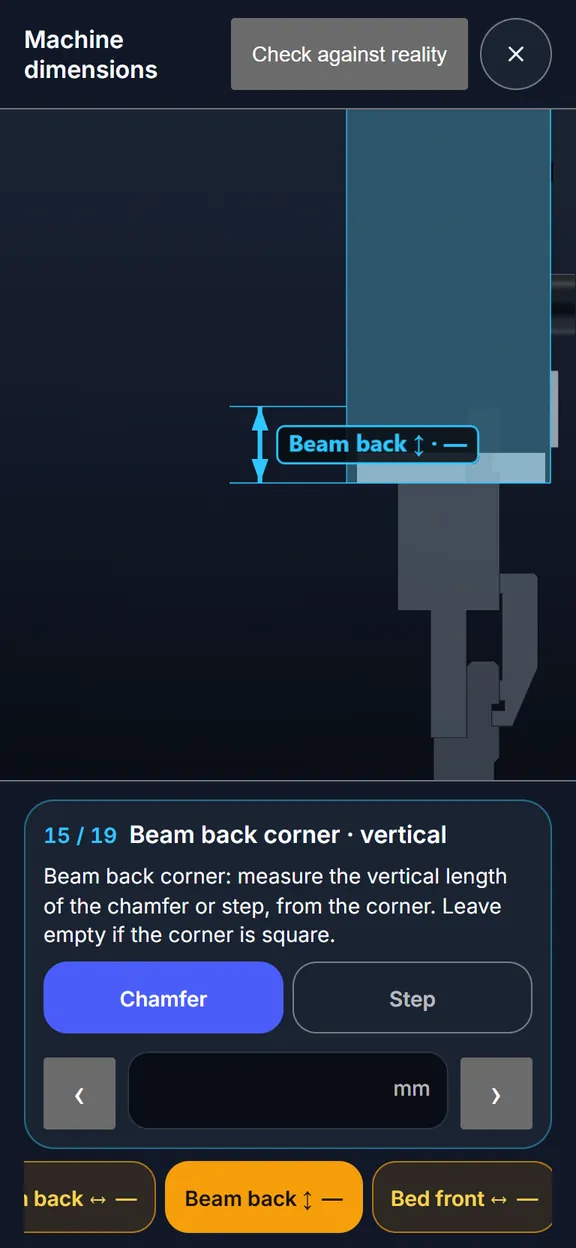 Machine
dimensions
Check against reality
×
Beam back ↕ · —
15 / 19 Beam back corner · vertical
Beam back corner: measure the vertical length
of the chamfer or step, from the corner. Leave
empty if the corner is square.
Chamfer
Step
‹
mm
›
back ↔ —
Beam back ↕ —
Bed front ↔ —